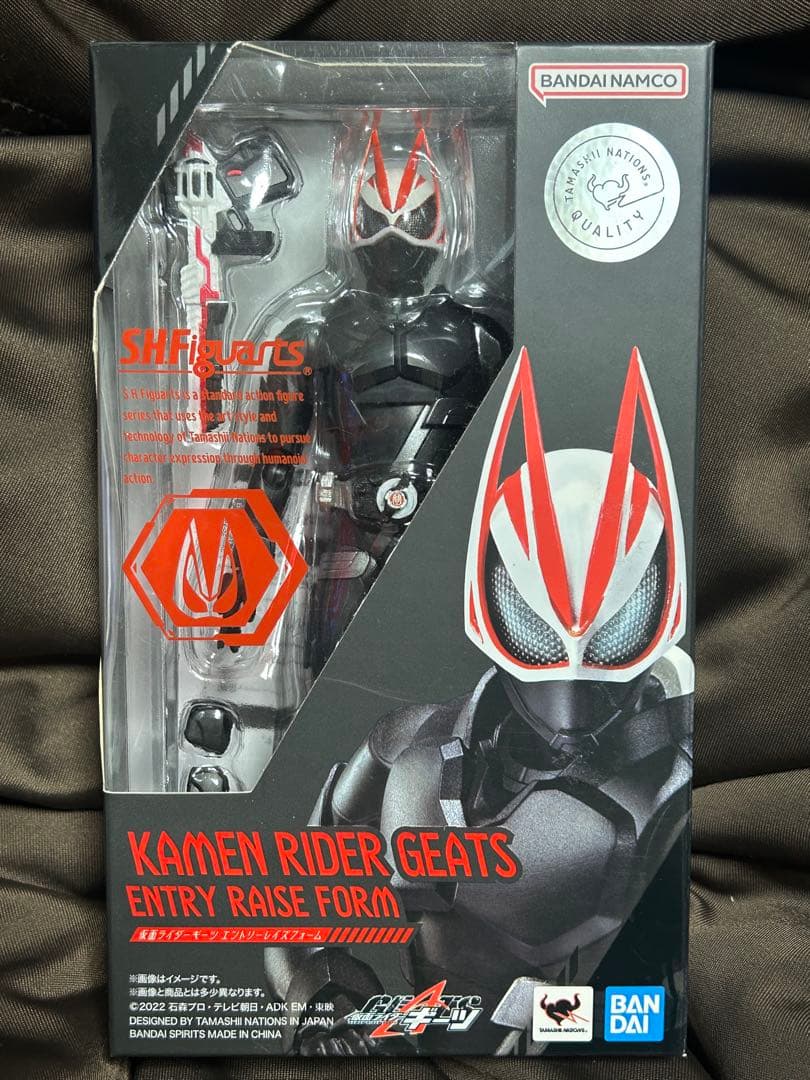 BANDAI NAMCO
TAMASHII NATIONS®
QUALITY
S.H.Figuarts®
S.H.Figuarts is a standard action figure
series that uses the art style and
technology of Tamashii Nations to pursue
character expression through humanoid
action.
KAMEN RIDER GEATS
ENTRY RAISE FORM
仮面ライダーギーツ エントリーレイズフォーム
※画像はイメージです。
※画像と商品とは多少異なります。
©2022 石森プロ・テレビ朝日・ADK EM・東映
DESIGNED BY TAMASHII NATIONS IN JAPAN
BANDAI SPIRITS MADE IN CHINA
GEATS
仮面ライダーギーツ
TAMASHII NATIONS
BAN
DAI